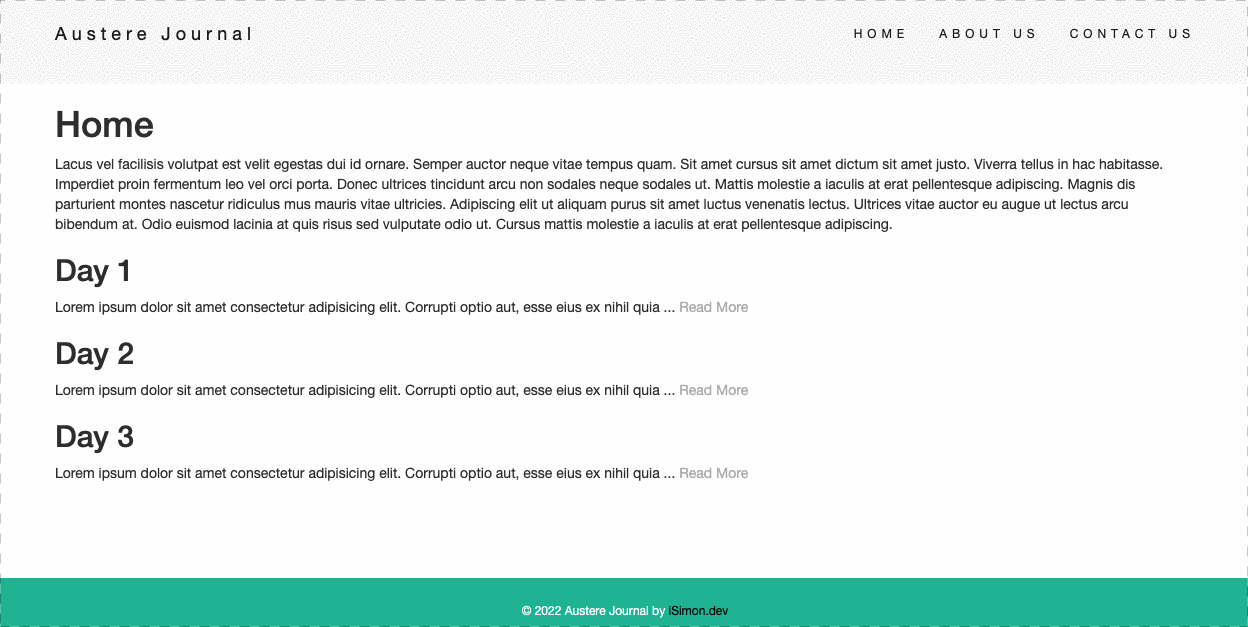 Austere Journal
HOME ABOUT US CONTACT US
Home
Lacus vel facilisis volutpat est velit egestas dui id ornare. Semper auctor neque vitae tempus quam. Sit amet cursus sit amet dictum sit amet justo. Viverra tellus in hac habitasse.
Imperdiet proin fermentum leo vel orci porta. Donec ultrices tincidunt arcu non sodales neque sodales ut. Mattis molestie a iaculis at erat pellentesque adipiscing. Magnis dis
parturient montes nascetur ridiculus mus mauris vitae ultricies. Adipiscing elit ut aliquam purus sit amet luctus venenatis lectus. Ultrices vitae auctor eu augue ut lectus arcu
bibendum at. Odio euismod lacinia at quis risus sed vulputate odio ut. Cursus mattis molestie a iaculis at erat pellentesque adipiscing.
Day 1
Lorem ipsum dolor sit amet consectetur adipisicing elit. Corrupti optio aut, esse eius ex nihil quia ... Read More
Day 2
Lorem ipsum dolor sit amet consectetur adipisicing elit. Corrupti optio aut, esse eius ex nihil quia ... Read More
Day 3
Lorem ipsum dolor sit amet consectetur adipisicing elit. Corrupti optio aut, esse eius ex nihil quia ... Read More
© 2022 Austere Journal by iSimon.dev